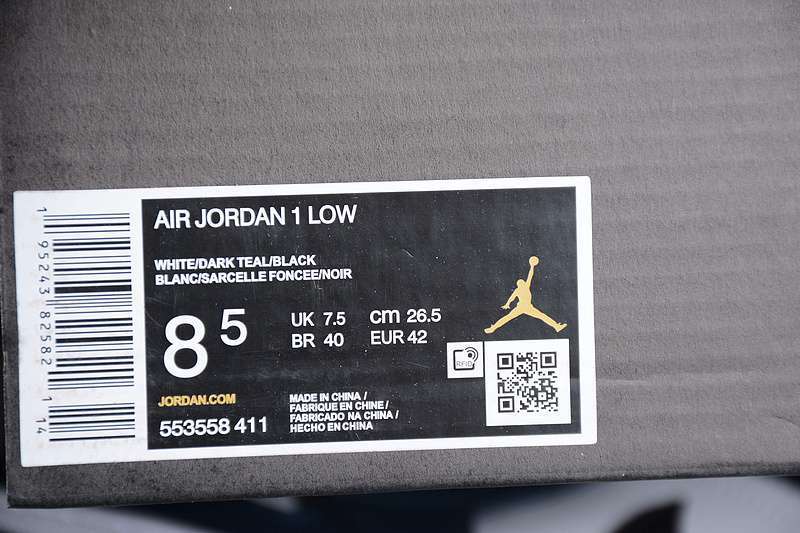 AIR JORDAN 1 LOW
WHITE/DARK TEAL/BLACK
BLANC/SARCELLE FONCEE/NOIR
8 5
UK 7.5 cm 26.5
BR 40 EUR 42
JORDAN.COM
553558 411
MADE IN CHINA /
FABRIQUE EN CHINE /
FABRICADO NA CHINA /
HECHO EN CHINA
RFID
1 95243 82582 1 14